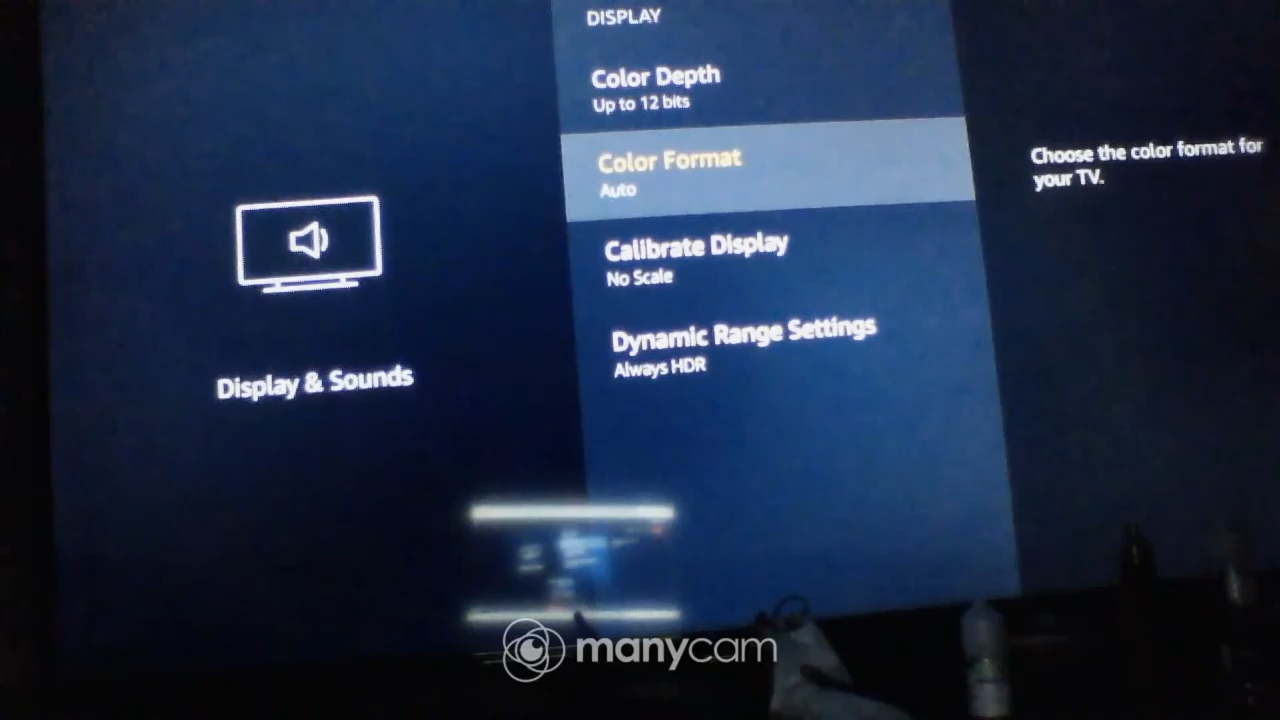 DISPLAY
Color Depth
Up to 12 bits
Color Format
Auto
Choose the color format for
your TV.
Calibrate Display
No Scale
Dynamic Range Settings
Always HDR
Display & Sounds
manycam